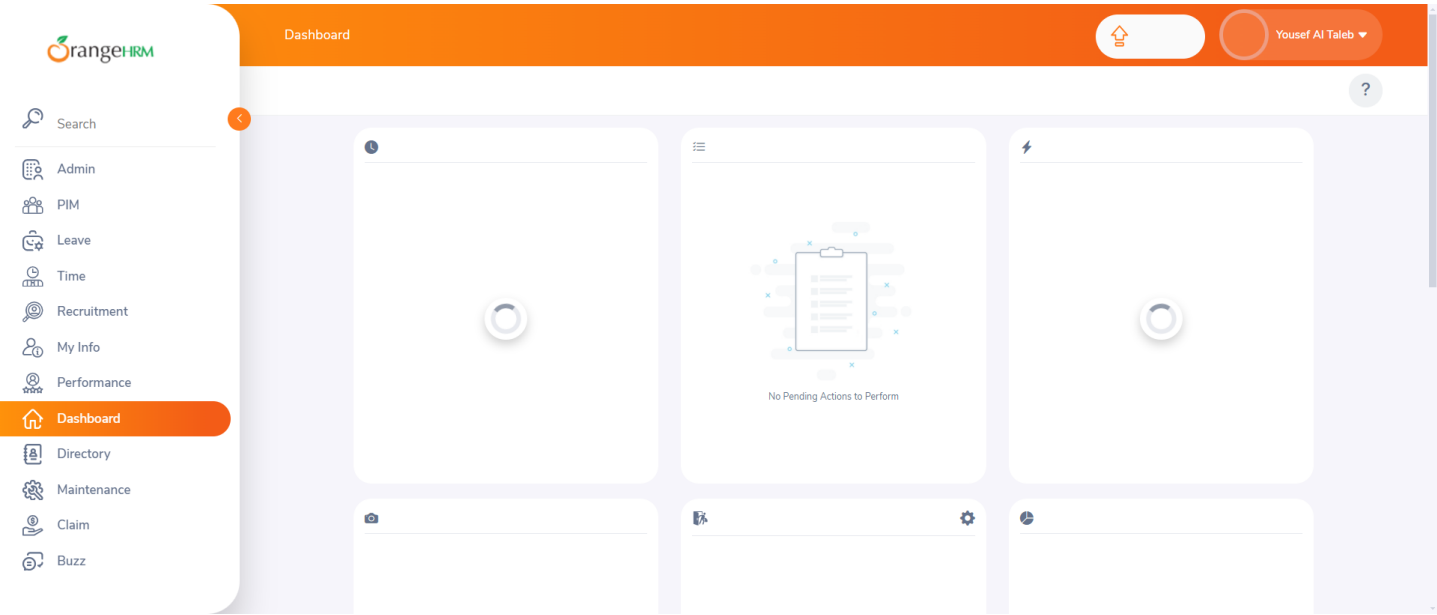 OrangeHRM
Dashboard
Yousef Al Taleb
?
Search
Admin
PIM
Leave
Time
Recruitment
My Info
Performance
Dashboard
Directory
Maintenance
Claim
Buzz
No Pending Actions to Perform